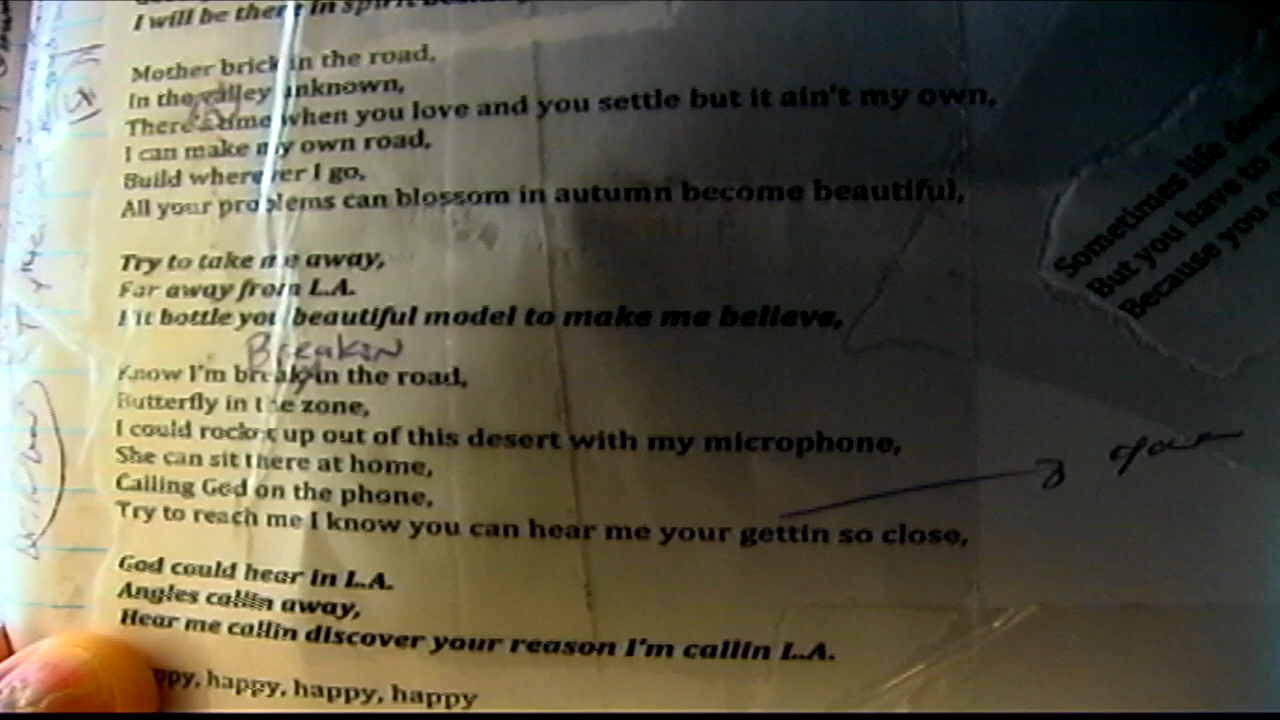 I will be there in spirit
Mother brick in the road,
In the valley unknown,
There's time when you love and you settle but it ain't my own,
I can make my own road,
Build wherever I go,
All your problems can blossom in autumn become beautiful,
Try to take me away,
Far away from L.A.
bottle you beautiful model to make me believe,
Breakin
Know I'm break in the road,
Butterfly in the zone,
I could rock up out of this desert with my microphone,
She can sit there at home,
Calling God on the phone,
Try to reach me I know you can hear me your gettin so close,
God could hear in L.A.
Angles callin away,
Hear me callin discover your reason I'm callin L.A.
happy, happy, happy
Sometimes life
But you have to
Because you